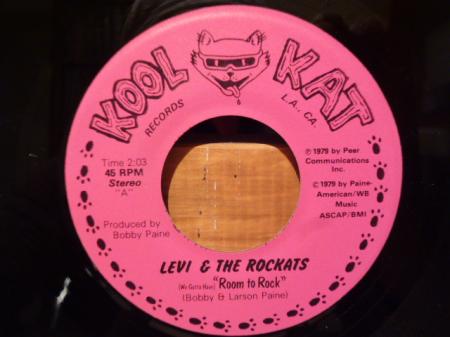 KOOL KAT
RECORDS
L.A., CA.
Time 2:03
45 RPM
Stereo
"A"
℗ 1979 by Peer
Communications
Inc.
© 1979 by Paine-
American/WB
Music
ASCAP/BMI
Produced by
Bobby Paine
LEVI & THE ROCKATS
(We Gotta Have) "Room to Rock"
(Bobby & Larson Paine)